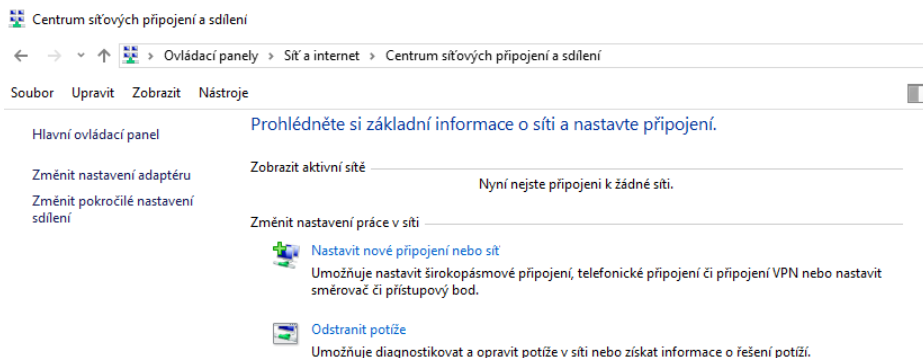 Centrum síťových připojení a sdílení
Ovládací panely > Síť a internet > Centrum síťových připojení a sdílení
Soubor Upravit Zobrazit Nástroje
Hlavní ovládací panel
Změnit nastavení adaptéru
Změnit pokročilé nastavení
sdílení
Prohlédněte si základní informace o síti a nastavte připojení.
Zobrazit aktivní sítě
Nyní nejste připojeni k žádné síti.
Změnit nastavení práce v síti
Nastavit nové připojení nebo síť
Umožňuje nastavit širokopásmové připojení, telefonické připojení či připojení VPN nebo nastavit
směrovač či přístupový bod.
Odstranit potíže
Umožňuje diagnostikovat a opravit potíže v síti nebo získat informace o řešení potíží.